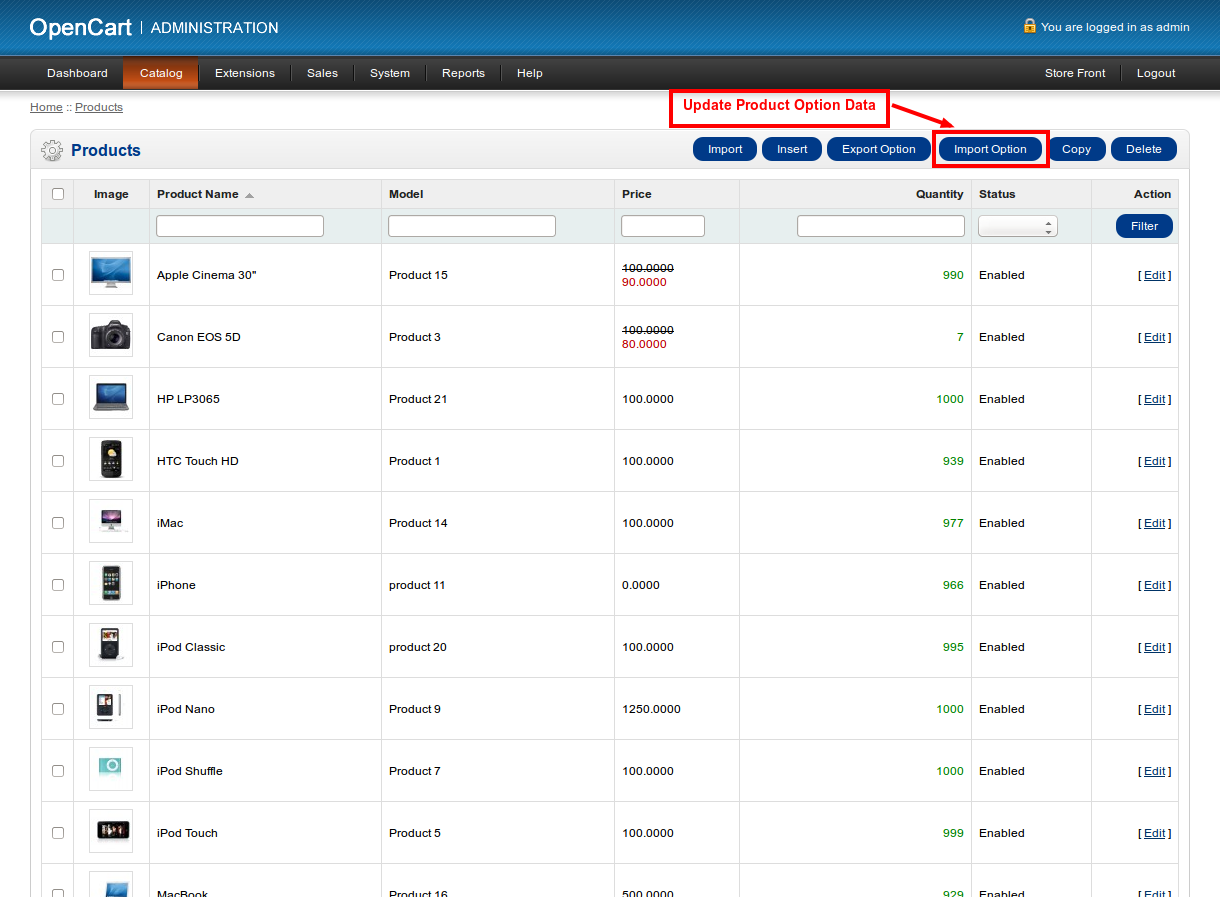 OpenCart | ADMINISTRATION
You are logged in as admin
Dashboard Catalog Extensions Sales System Reports Help Store Front Logout
Home :: Products
Update Product Option Data
Products
Import Insert Export Option Import Option Copy Delete
Image Product Name Model Price Quantity Status Action
Filter
Apple Cinema 30" Product 15 100.0000 990 Enabled [ Edit ]
90.0000
Canon EOS 5D Product 3 100.0000 7 Enabled [ Edit ]
80.0000
HP LP3065 Product 21 100.0000 1000 Enabled [ Edit ]
HTC Touch HD Product 1 100.0000 939 Enabled [ Edit ]
iMac Product 14 100.0000 977 Enabled [ Edit ]
iPhone product 11 0.0000 966 Enabled [ Edit ]
iPod Classic product 20 100.0000 995 Enabled [ Edit ]
iPod Nano Product 9 1250.0000 1000 Enabled [ Edit ]
iPod Shuffle Product 7 100.0000 1000 Enabled [ Edit ]
iPod Touch Product 5 100.0000 999 Enabled [ Edit ]
MacBook Product 16 500.0000 929 Enabled [ Edit ]